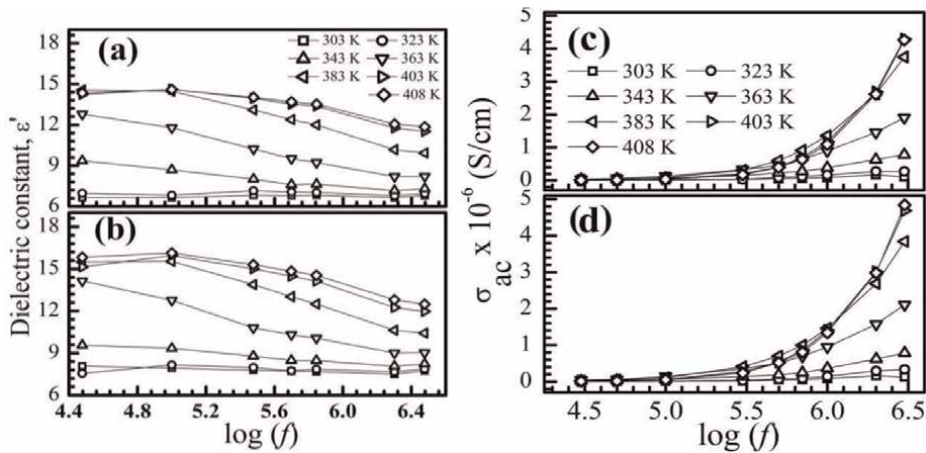 (a)
303 K 323 K
343 K 363 K
383 K 403 K
408 K
18
15
12
9
6
(b)
18
15
12
9
6
Dielectric constant, ε'
4.4 4.8 5.2 5.6 6.0 6.4
log (f)
(c)
303 K 323 K
343 K 363 K
383 K 403 K
408 K
5
4
3
2
1
0
(d)
5
4
3
2
1
0
σac x 10-6 (S/cm)
4.5 5.0 5.5 6.0 6.5
log (f)